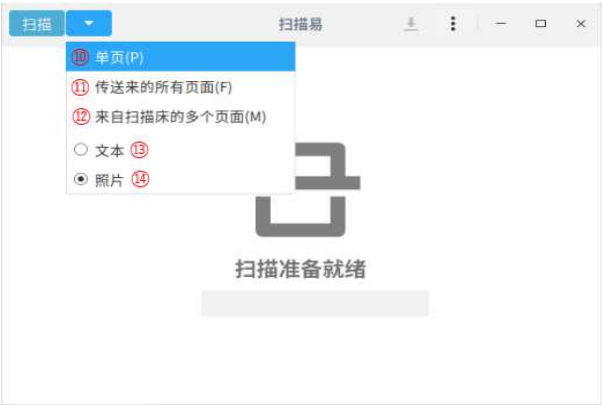 扫描 扫描易
⑩ 单页(P)
⑪ 传送来的所有页面(F)
⑫ 来自扫描床的多个页面(M)
文本 ⑬
照片 ⑭
扫描准备就绪